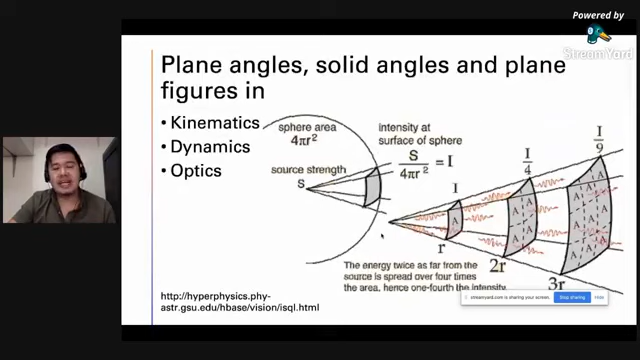 Powered by
StreamYard
Plane angles, solid angles and plane
figures in
• Kinematics
• Dynamics
• Optics
sphere area
4πr²
source strength
S
intensity at
surface of sphere
S
4πr²
= I
I
I
4
I
9
A
A A
A A
A A A
A A A
A A A
r
2r
3r
The energy twice as far from the
source is spread over four times
the area, hence one-fourth the intensity.
http://hyperphysics.phy-
astr.gsu.edu/hbase/vision/isql.html
streamyard.com is sharing your screen.
Stop sharing
Hide